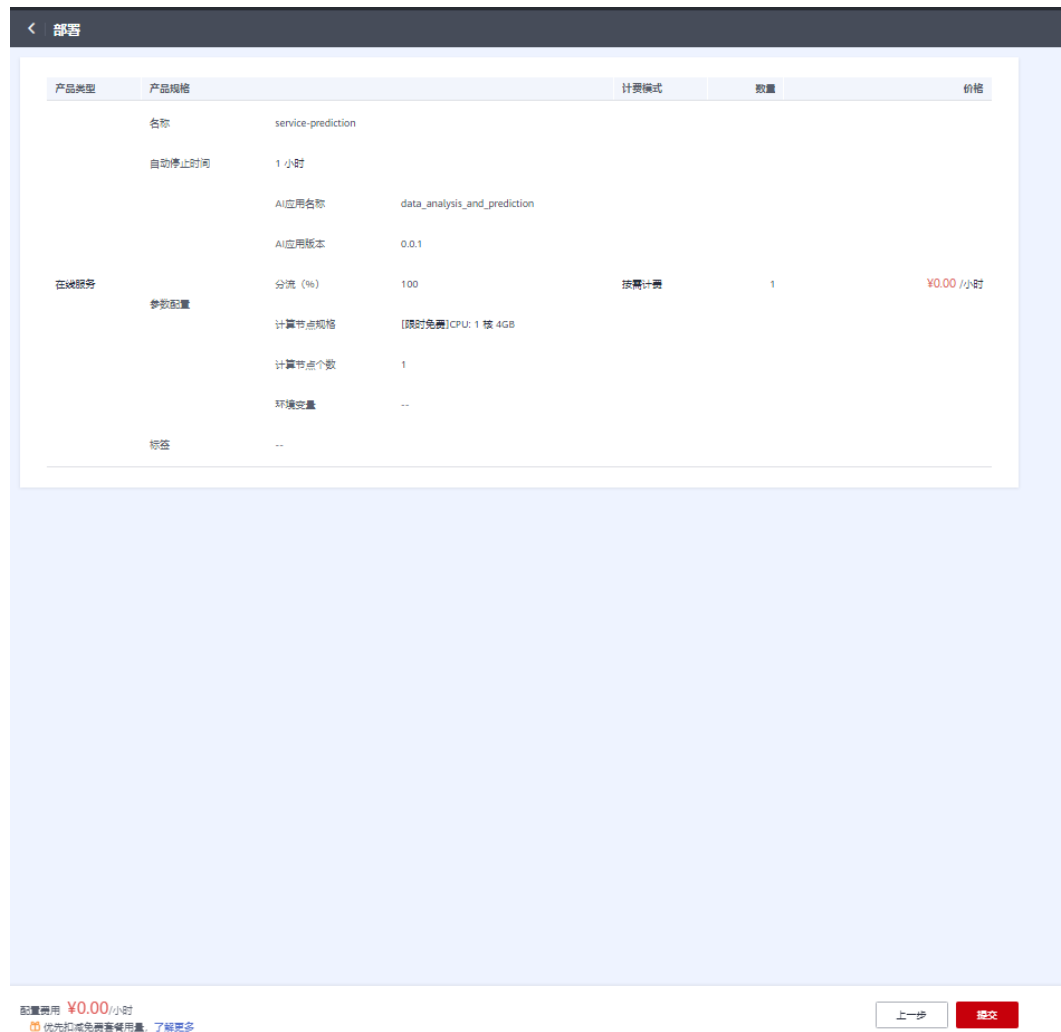 部署
产品类型 产品规格 计费模式 数量 价格
名称 service-prediction
自动停止时间 1 小时
AI应用名称 data_analysis_and_prediction
AI应用版本 0.0.1
在线服务 分流（%） 100 按需计费 1 ¥0.00 /小时
参数配置
计算节点规格 [限时免费]CPU: 1 核 4GB
计算节点个数 1
环境变量 --
标签 --
配置费用 ¥0.00/小时
优先扣减免费套餐用量，了解更多
上一步 提交